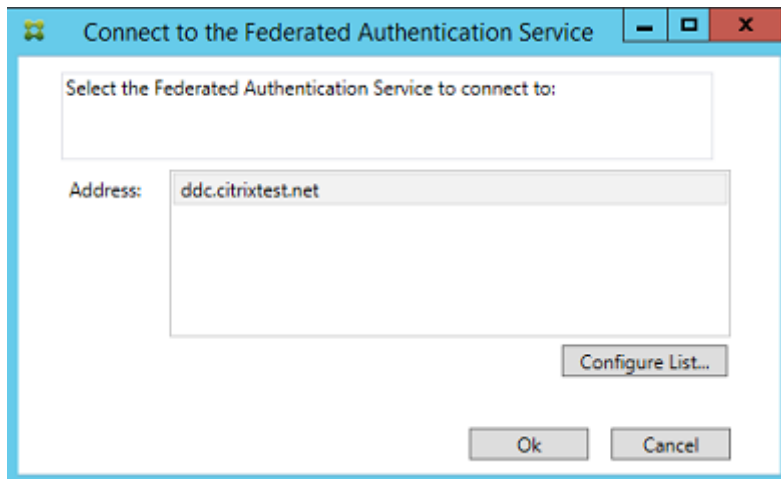 Connect to the Federated Authentication Service
Select the Federated Authentication Service to connect to:
Address:
ddc.citrixtest.net
Configure List...
Ok
Cancel